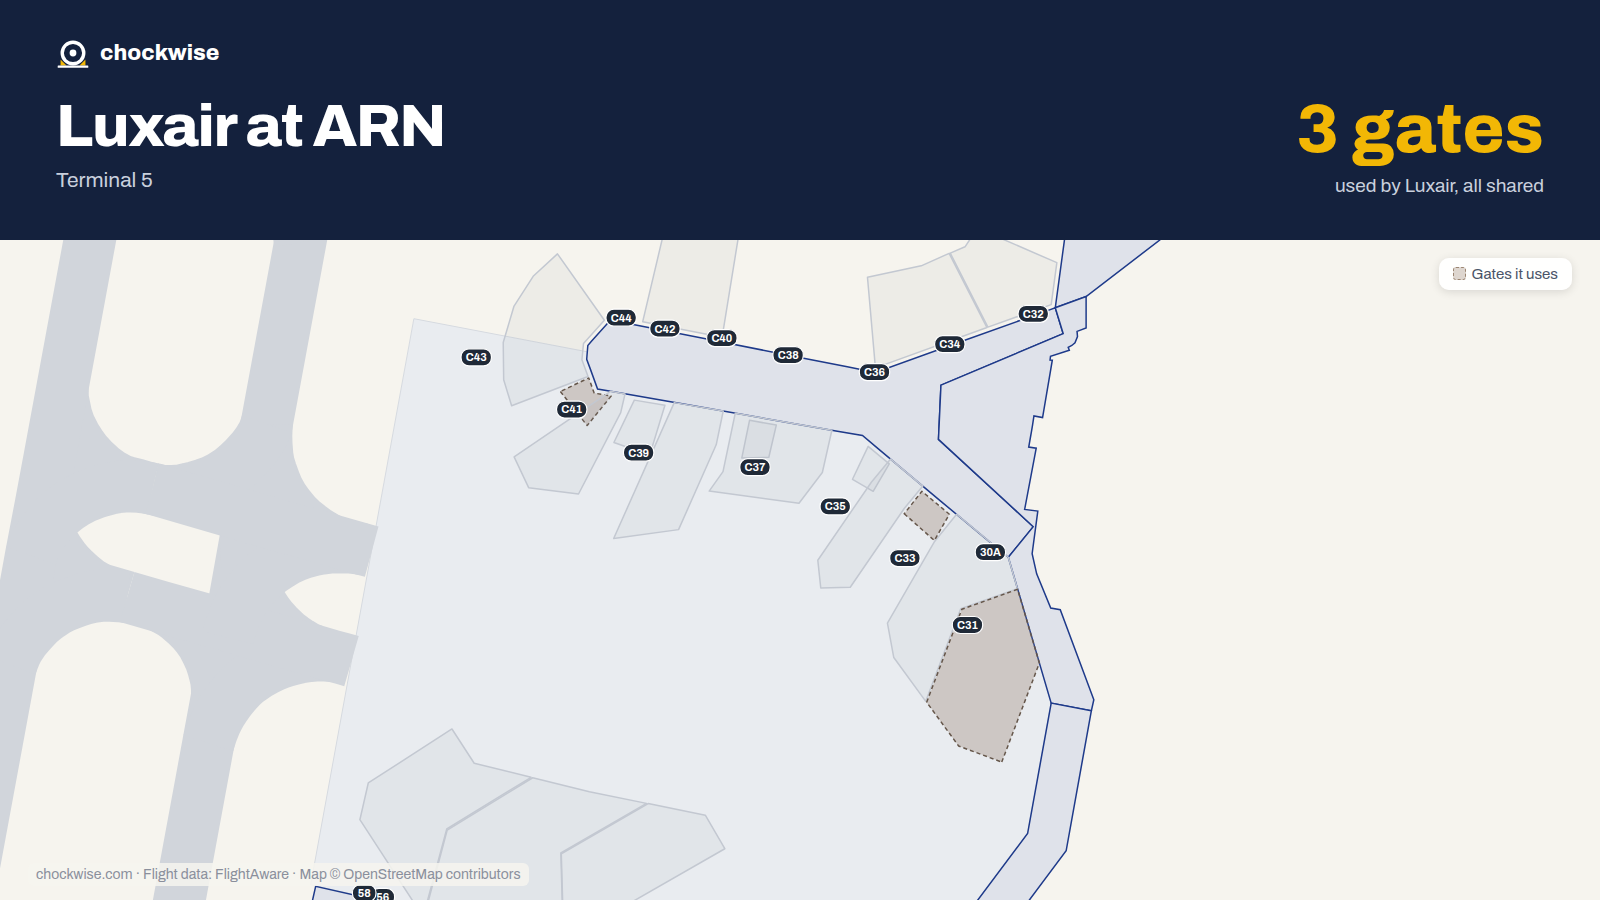 chockwise
Luxair at ARN
Terminal 5
3 gates
used by Luxair, all shared
Gates it uses
C32
C44
C42
C40
C34
C38
C43
C36
C41
C39
C37
C35
30A
C33
C31
chockwise.com · Flight data: FlightAware · Map © OpenStreetMap contributors
58
56